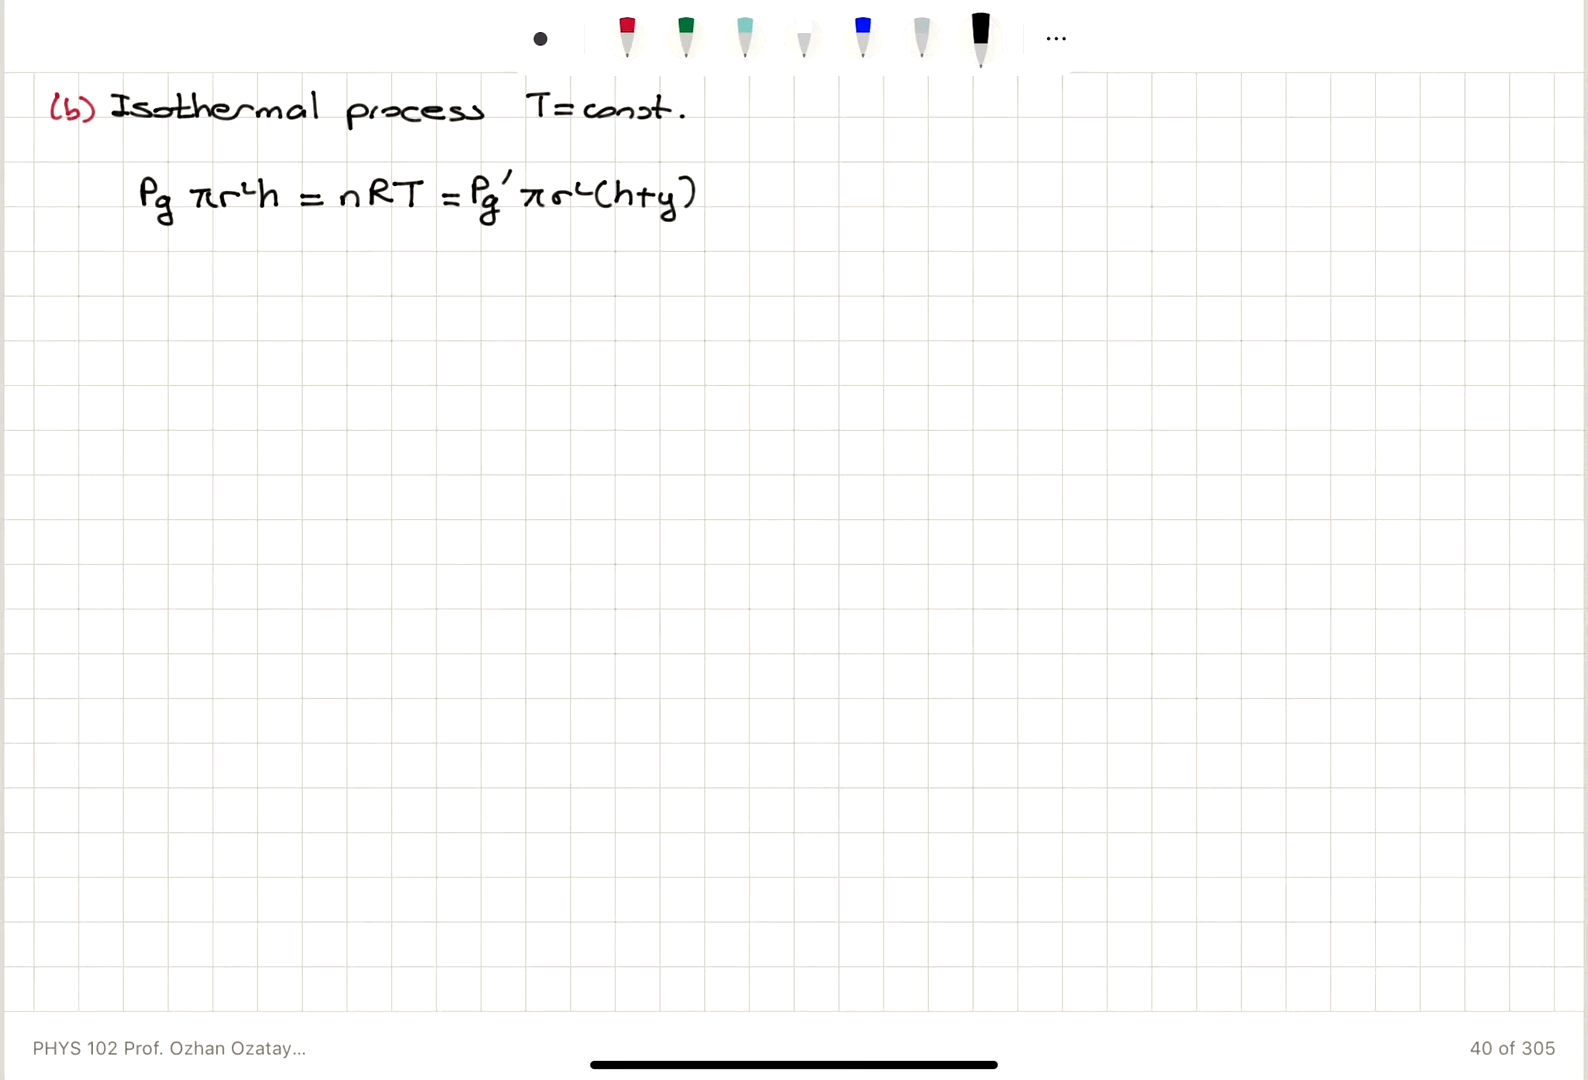 (b) Isothermal process T = const.
Pg πr²h = nRT = Pg' πr²(h+y)
PHYS 102 Prof. Ozhan Ozatay...
40 of 305